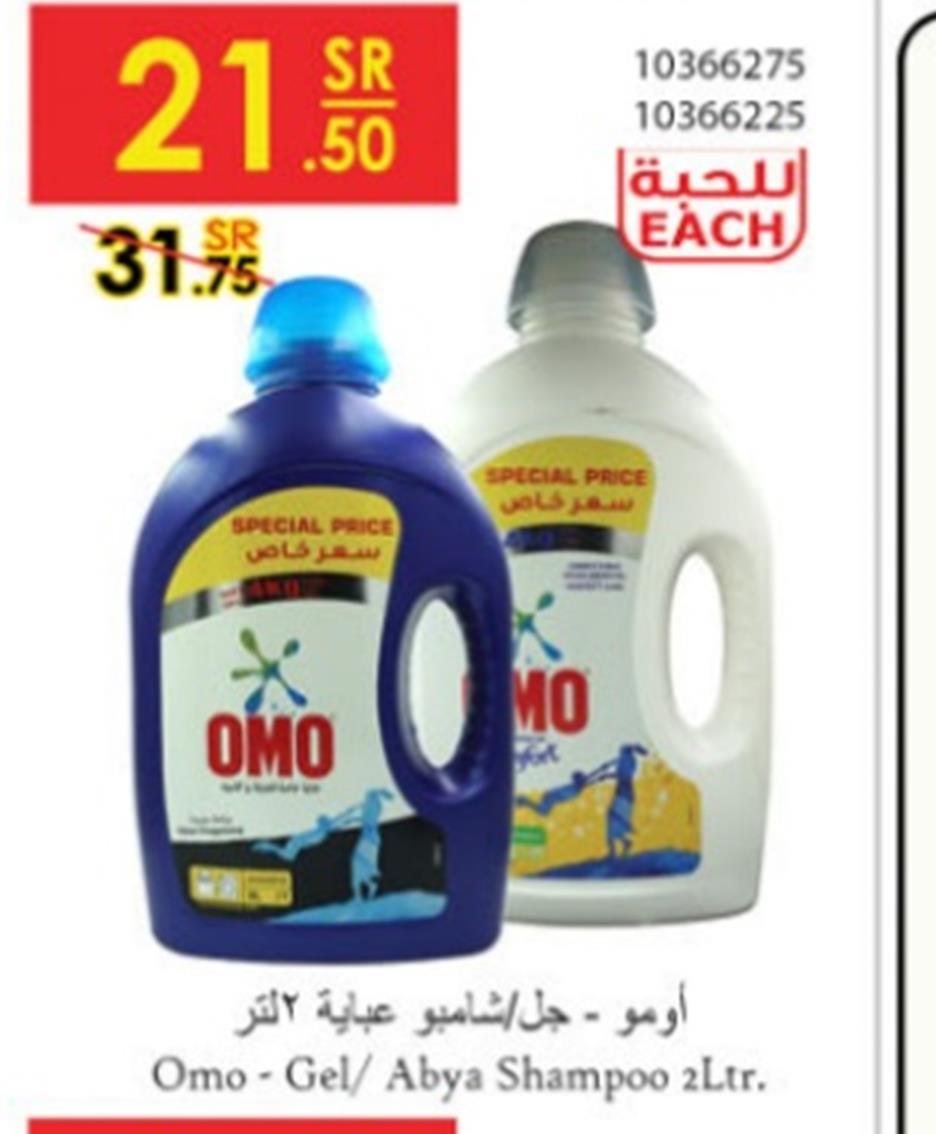 21 SR .50
10366275
10366225
للحبة
EACH
31.75 SR
SPECIAL PRICE
سعر خاص
OMO
SPECIAL PRICE
سعر خاص
OMO
أومو - جل/شامبو عباية ٢لتر
Omo - Gel/ Abya Shampoo 2Ltr.